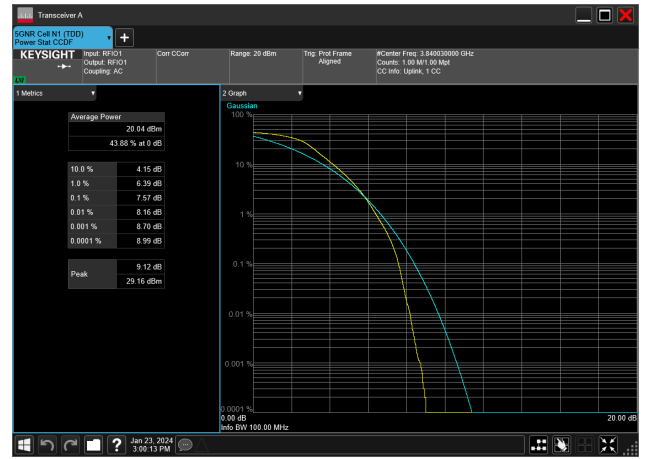 Transceiver A
5GNR Cell N1 (TDD)
Power Stat CCDF
KEYSIGHT
LXI
Input: RFIO1
Output: RFIO1
Coupling: AC
Corr CCorr
Range: 20 dBm
Trig: Prot Frame
Aligned
#Center Freq: 3.840030000 GHz
Counts: 1.00 M/1.00 Mpt
CC Info: Uplink, 1 CC
1 Metrics
Average Power
20.04 dBm
43.88 % at 0 dB
10.0 % 4.15 dB
1.0 % 6.39 dB
0.1 % 7.57 dB
0.01 % 8.16 dB
0.001 % 8.70 dB
0.0001 % 8.99 dB
Peak
9.12 dB
29.16 dBm
2 Graph
Gaussian
100 %
10 %
1 %
0.1 %
0.01 %
0.001 %
0.0001 %
0.00 dB
20.00 dB
Info BW 100.00 MHz
?
Jan 23, 2024
3:00:13 PM